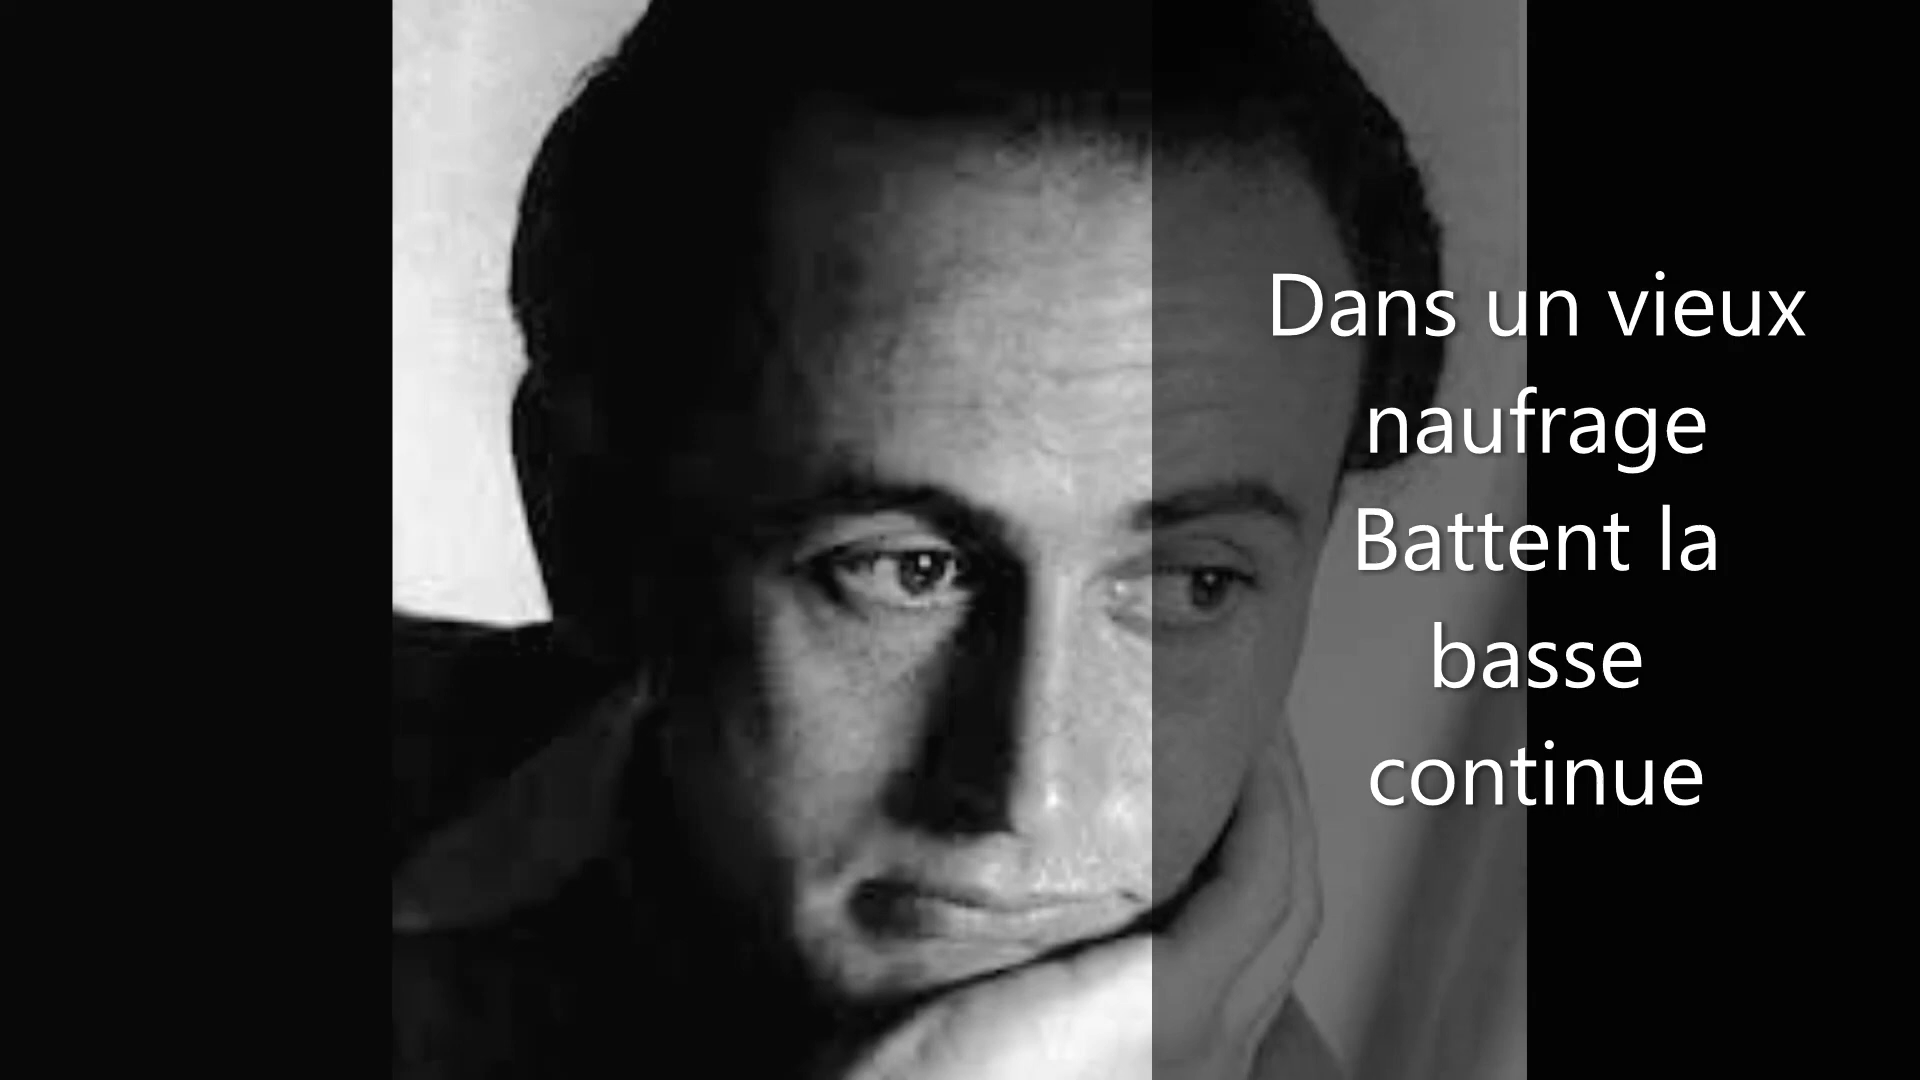 Dans un vieux
naufrage
Battent la
basse
continue